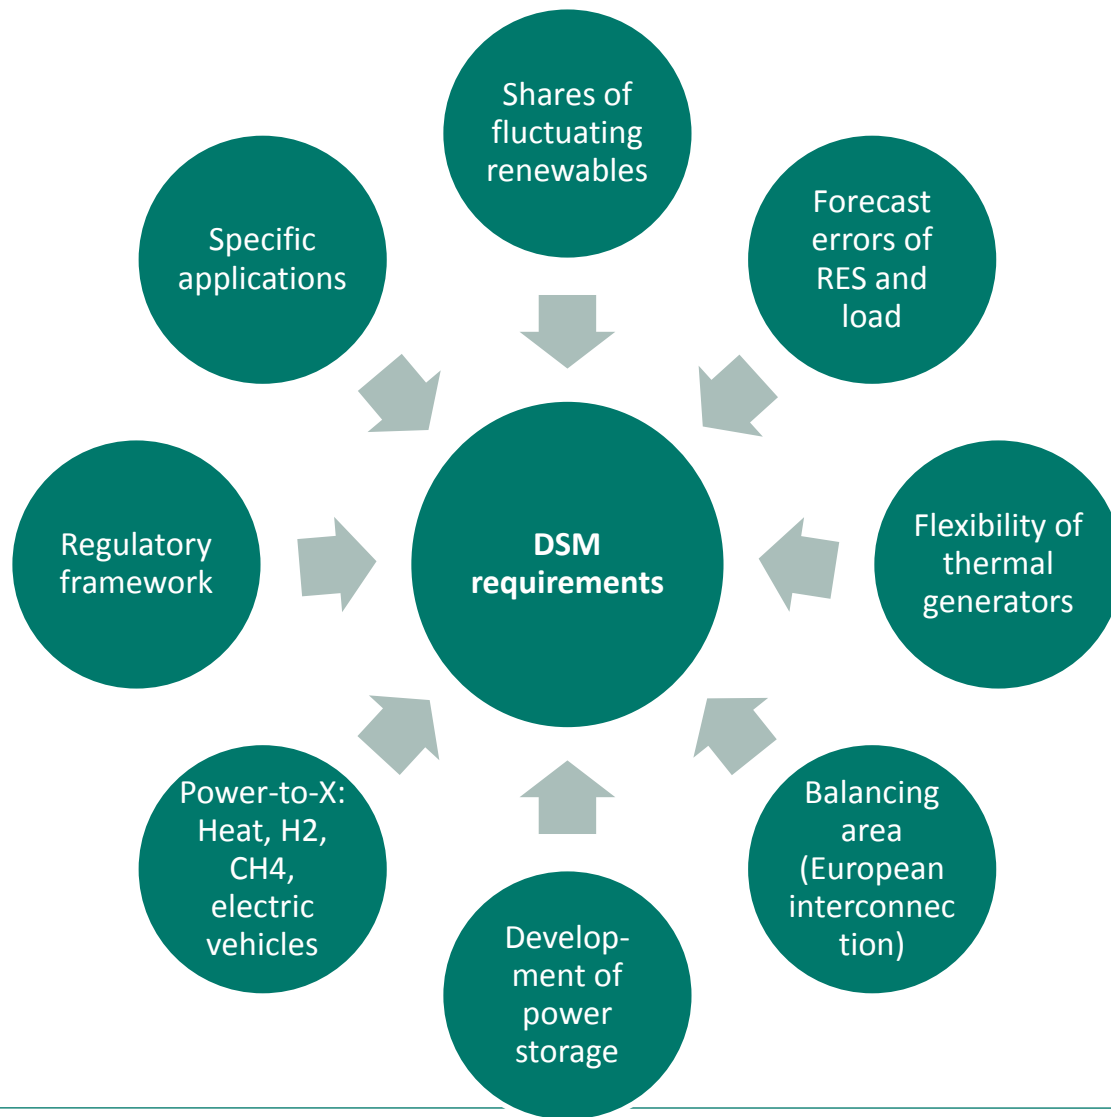 Shares of
fluctuating
renewables
Forecast
errors of
RES and
load
Flexibility of
thermal
generators
Balancing
area
(European
interconnec
tion)
Develop-
ment of
power
storage
Power-to-X:
Heat, H2,
CH4,
electric
vehicles
Regulatory
framework
Specific
applications
DSM
requirements